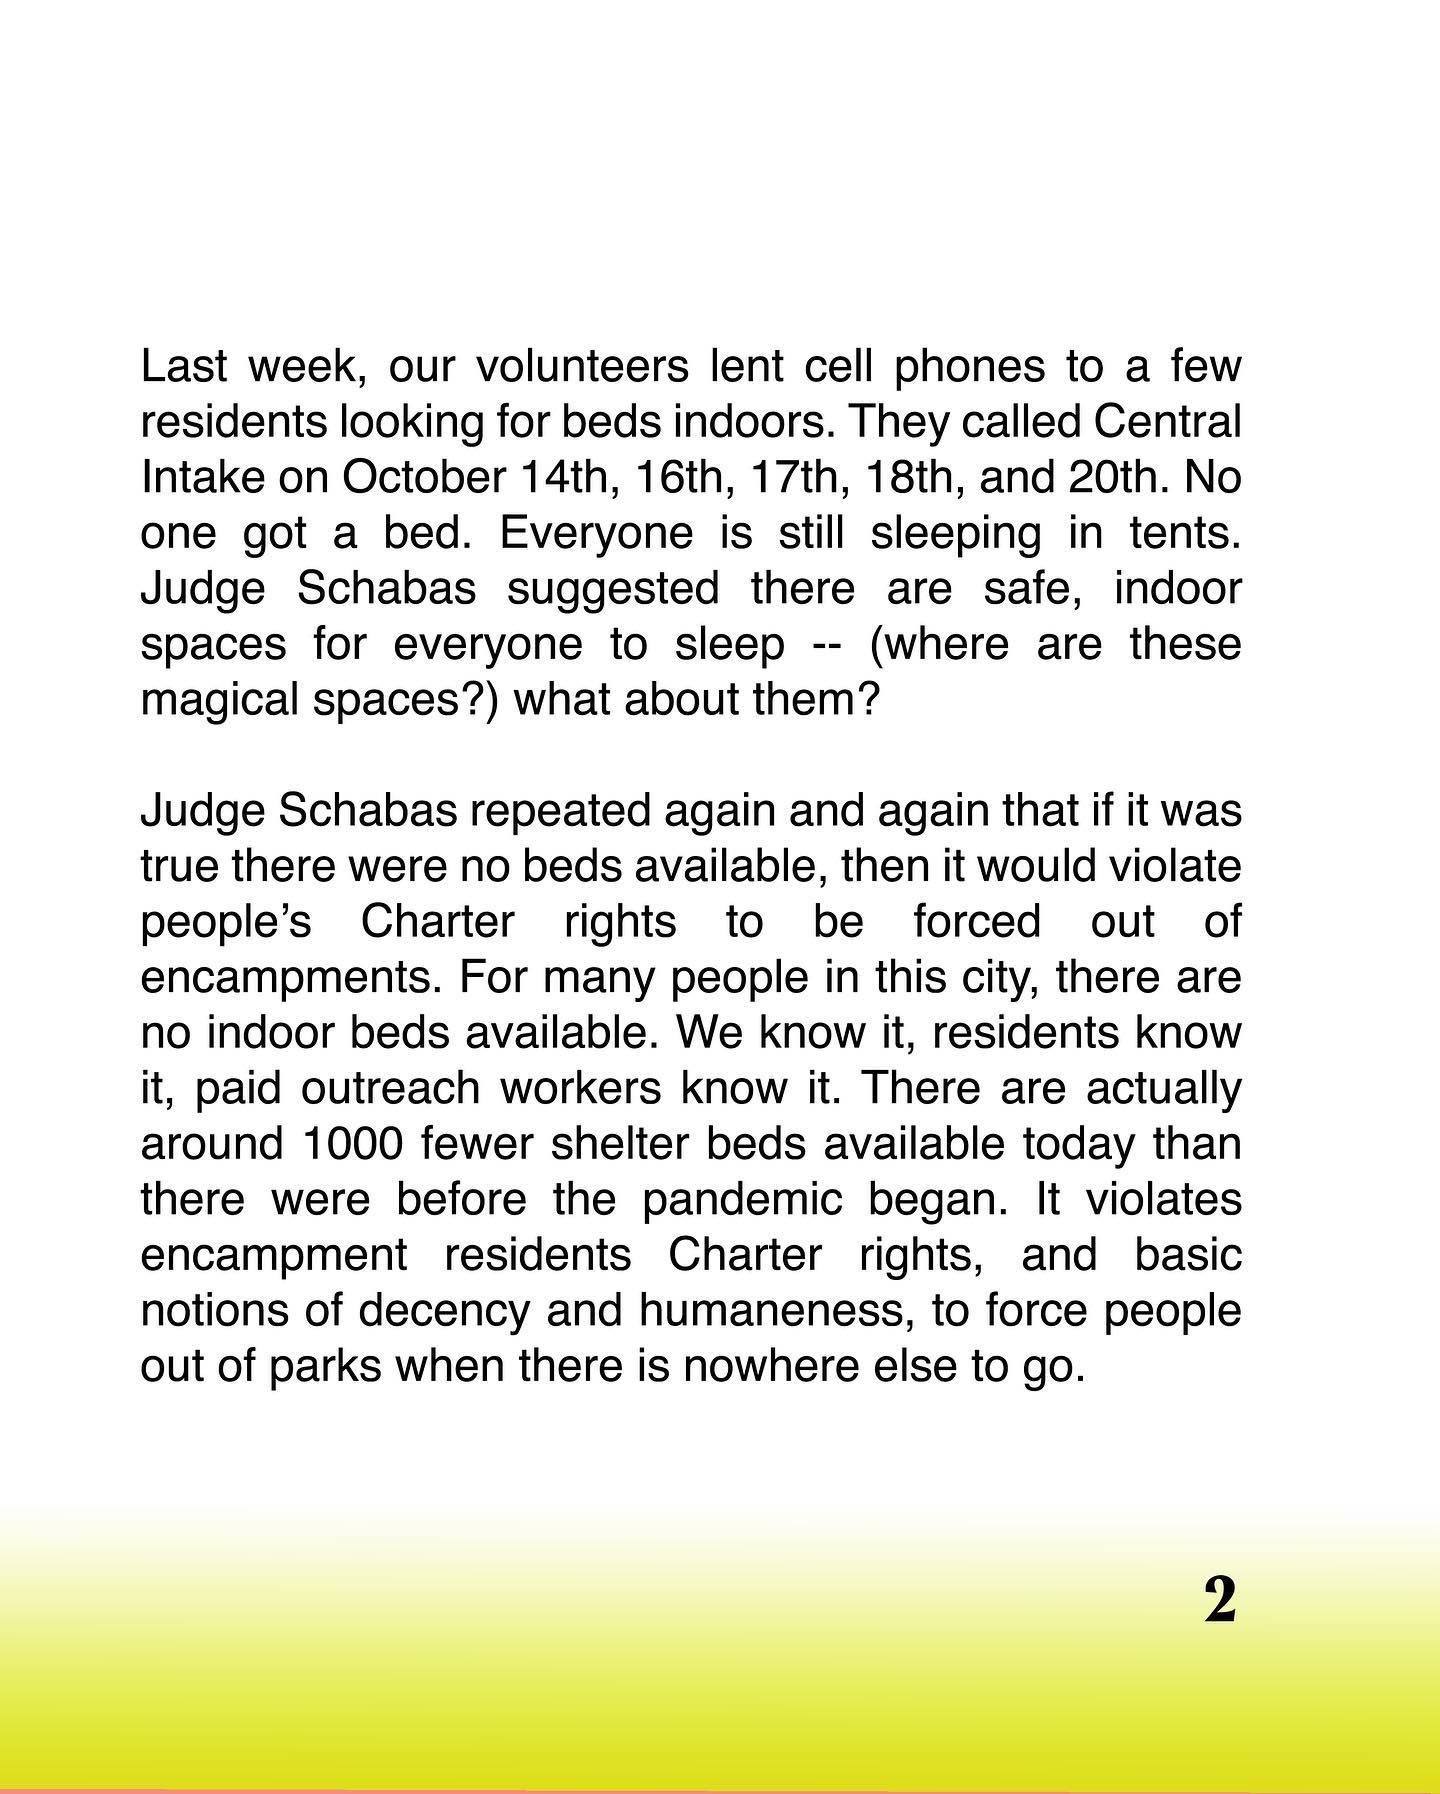 Last week, our volunteers lent cell phones to a few
residents looking for beds indoors. They called Central
Intake on October 14th, 16th, 17th, 18th, and 20th. No
one got a bed. Everyone is still sleeping in tents.
Judge Schabas suggested there are safe, indoor
spaces for everyone to sleep -- (where are these
magical spaces?) what about them?
Judge Schabas repeated again and again that if it was
true there were no beds available, then it would violate
people’s Charter rights to be forced out of
encampments. For many people in this city, there are
no indoor beds available. We know it, residents know
it, paid outreach workers know it. There are actually
around 1000 fewer shelter beds available today than
there were before the pandemic began. It violates
encampment residents Charter rights, and basic
notions of decency and humaneness, to force people
out of parks when there is nowhere else to go.
2